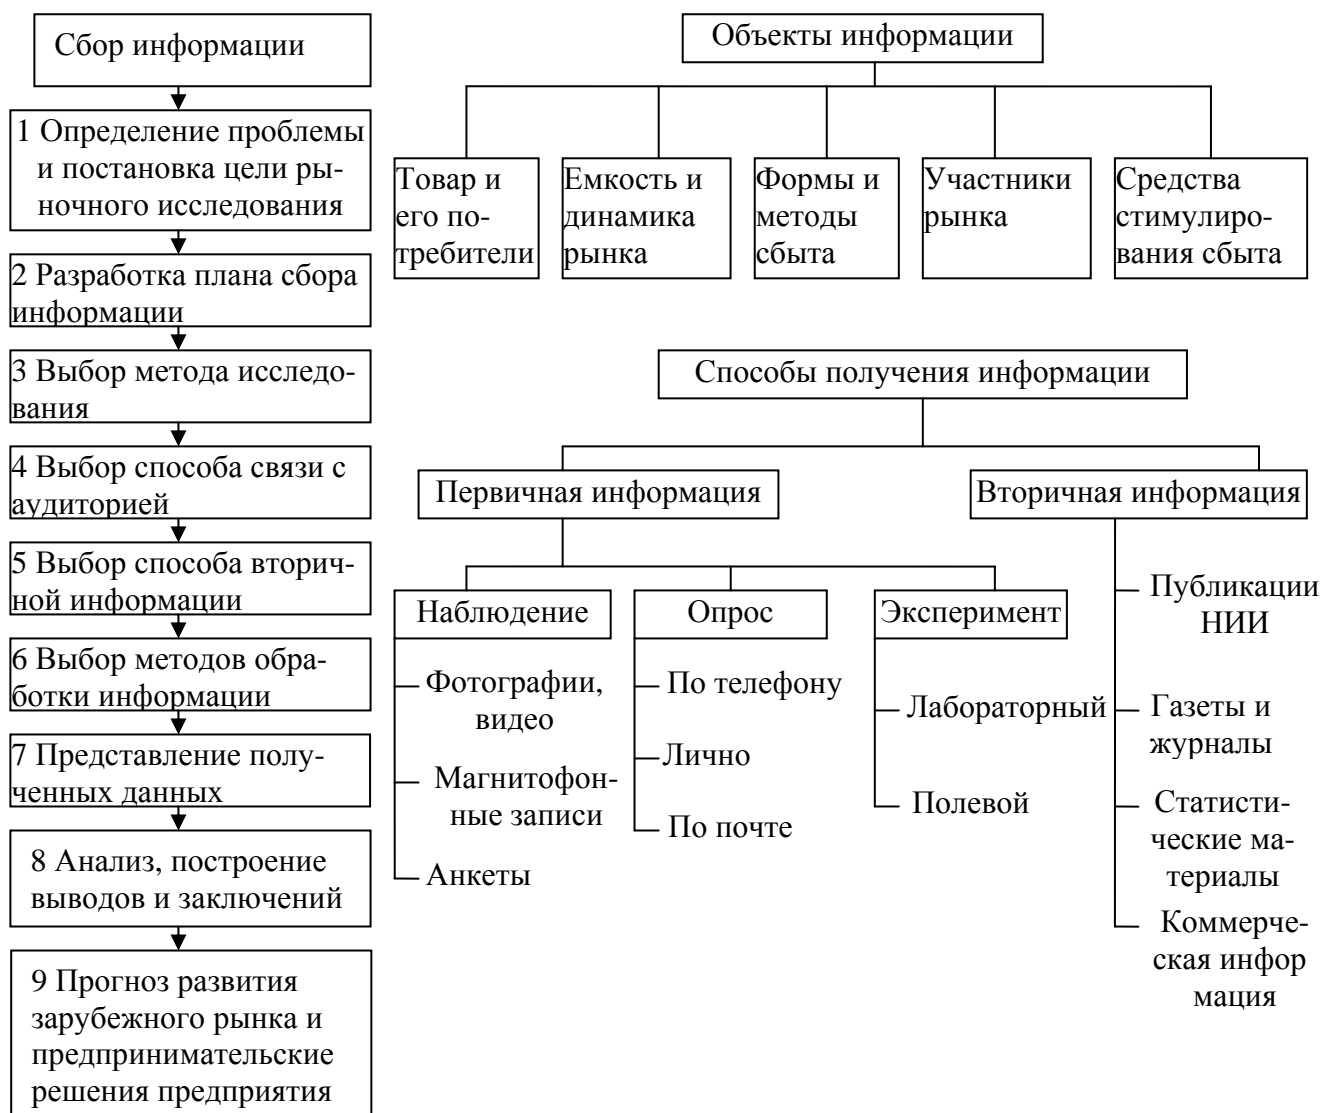 Сбор информации
1 Определение проблемы
и постановка цели ры-
ночного исследования
2 Разработка плана сбора
информации
3 Выбор метода исследо-
вания
4 Выбор способа связи с
аудиторией
5 Выбор способа вторич-
ной информации
6 Выбор методов обра-
ботки информации
7 Представление полу-
ченных данных
8 Анализ, построение
выводов и заключений
9 Прогноз развития
зарубежного рынка и
предпринимательские
решения предприятия
Объекты информации
Товар и
его по-
требители
Емкость и
динамика
рынка
Формы и
методы
сбыта
Участники
рынка
Средства
стимулиро-
вания сбыта
Способы получения информации
Первичная информация
Наблюдение
Фотографии,
видео
Магнитофон-
ные записи
Анкеты
Опрос
По телефону
Лично
По почте
Эксперимент
Лабораторный
Полевой
Вторичная информация
Публикации
НИИ
Газеты и
журналы
Статисти-
ческие ма-
териалы
Коммерче-
ская инфор
мация